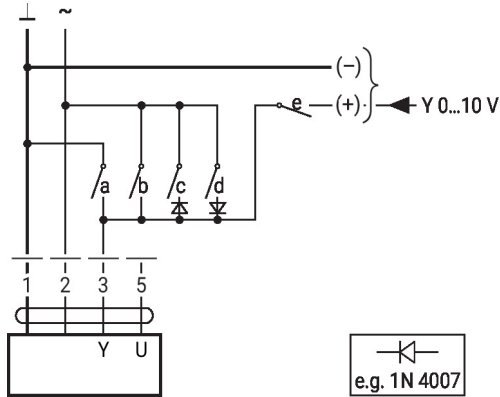 ⊥ ~
(–)
e (+) Y 0...10 V
a b c d
1 2 3 5
Y U
e.g. 1N 4007